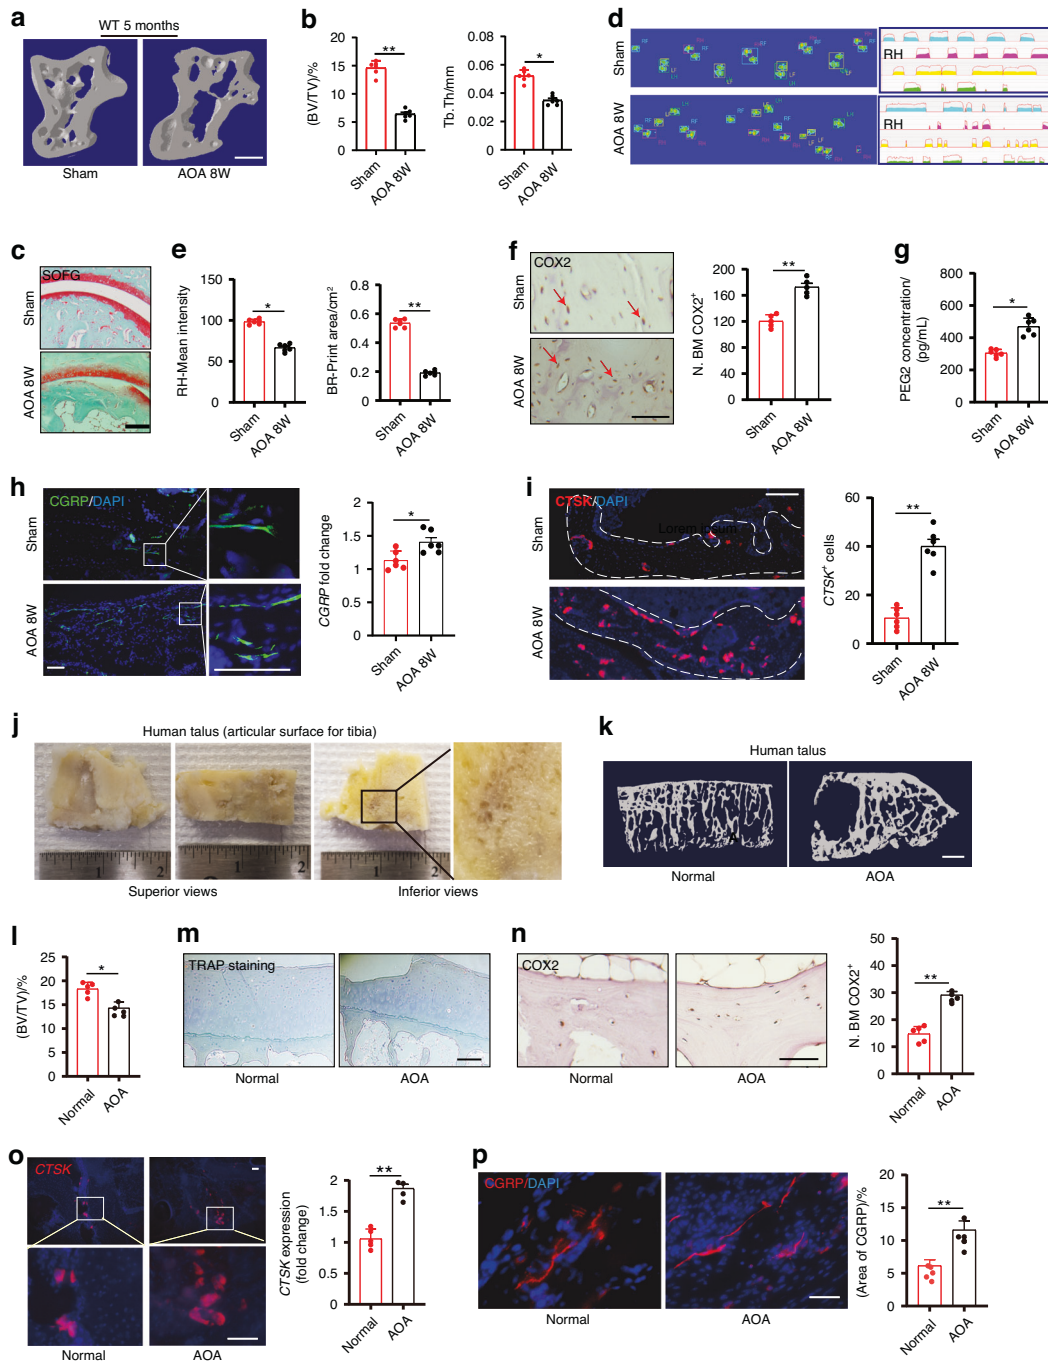 a
WT 5 months
Sham
AOA 8W
b
(BV/TV)/%
20
15
10
5
0
**
Sham
AOA 8W
Tb. Th/mm
0.08
0.06
0.04
0.02
0
*
Sham
AOA 8W
d
Sham
AOA 8W
RH
RH
c
SOFG
Sham
AOA 8W
e
RH-Mean intensity
150
100
50
0
*
Sham
AOA 8W
BR-Print area/cm²
0.8
0.6
0.4
0.2
0
**
Sham
AOA 8W
f
COX2
Sham
AOA 8W
N. BM COX2⁺
200
160
120
80
40
0
**
Sham
AOA 8W
g
PEG2 concentration/
(pg/mL)
800
600
400
200
0
*
Sham
AOA 8W
h
CGRP/DAPI
Sham
AOA 8W
CGRP fold change
2
1.5
1
0.5
0
*
Sham
AOA 8W
i
CTSK/DAPI
Lorem ipsum
Sham
AOA 8W
CTSK⁺ cells
60
40
20
0
**
Sham
AOA 8W
j
Human talus (articular surface for tibia)
1
2
1
2
1
2
Superior views
Inferior views
k
Human talus
Normal
AOA
l
(BV/TV)/%
25
20
15
10
5
0
*
Normal
AOA
m
TRAP staining
Normal
AOA
n
COX2
Normal
AOA
N. BM COX2⁺
50
40
30
20
10
0
**
Normal
AOA
o
CTSK
Normal
AOA
CTSK expression
(fold change)
2
1.5
1
0.5
0
**
Normal
AOA
p
CGRP/DAPI
Normal
AOA
(Area of CGRP)/%
20
15
10
5
0
**
Normal
AOA